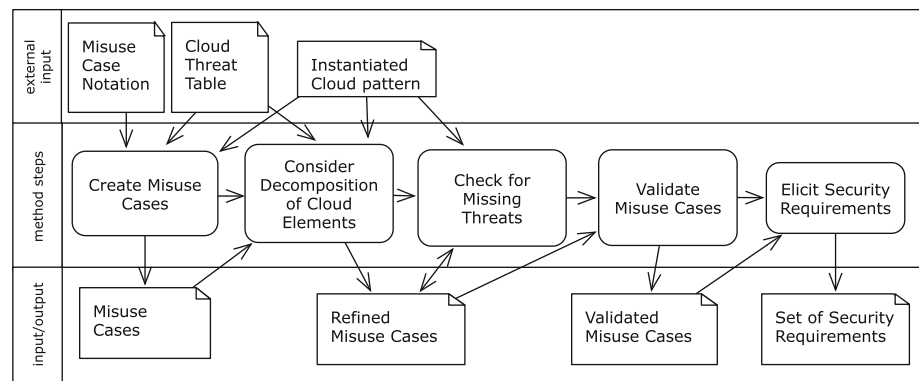 external
input
Misuse
Case
Notation
Cloud
Threat
Table
Instantiated
Cloud pattern
method steps
Create Misuse
Cases
Consider
Decomposition
of Cloud
Elements
Check for
Missing
Threats
Validate
Misuse Cases
Elicit Security
Requirements
input/output
Misuse
Cases
Refined
Misuse Cases
Validated
Misuse Cases
Set of Security
Requirements